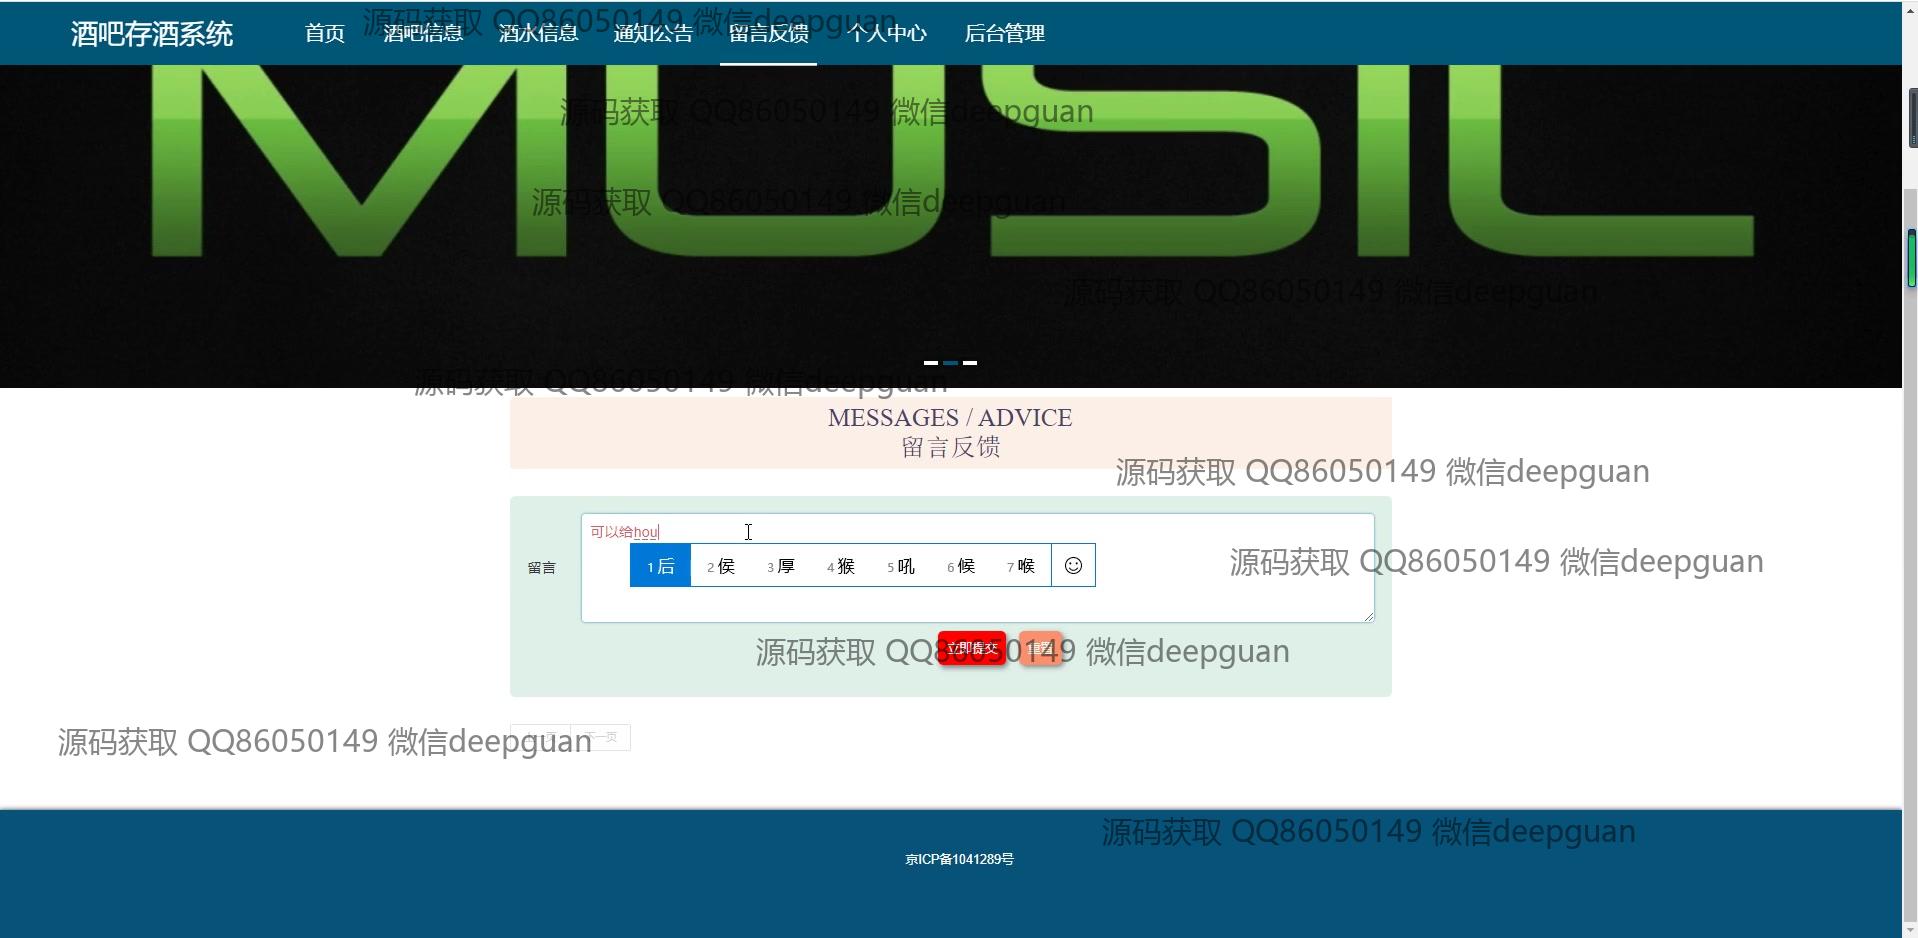 酒吧存酒系统 首页 酒吧信息 酒水信息 通知公告 留言反馈 个人中心 后台管理
源码获取 QQ86050149 微信deepguan
MUSIC
源码获取 QQ86050149 微信deepguan
源码获取 QQ86050149 微信deepguan
源码获取 QQ86050149 微信deepguan
源码获取 QQ86050149 微信deepguan
MESSAGES / ADVICE
留言反馈
源码获取 QQ86050149 微信deepguan
可以给hou
留言
1 后 2 侯 3 厚 4 猴 5 吼 6 候 7 喉
源码获取 QQ86050149 微信deepguan
立即提交 重置
源码获取 QQ86050149 微信deepguan
上一页 下一页
源码获取 QQ86050149 微信deepguan
源码获取 QQ86050149 微信deepguan
京ICP备1041289号